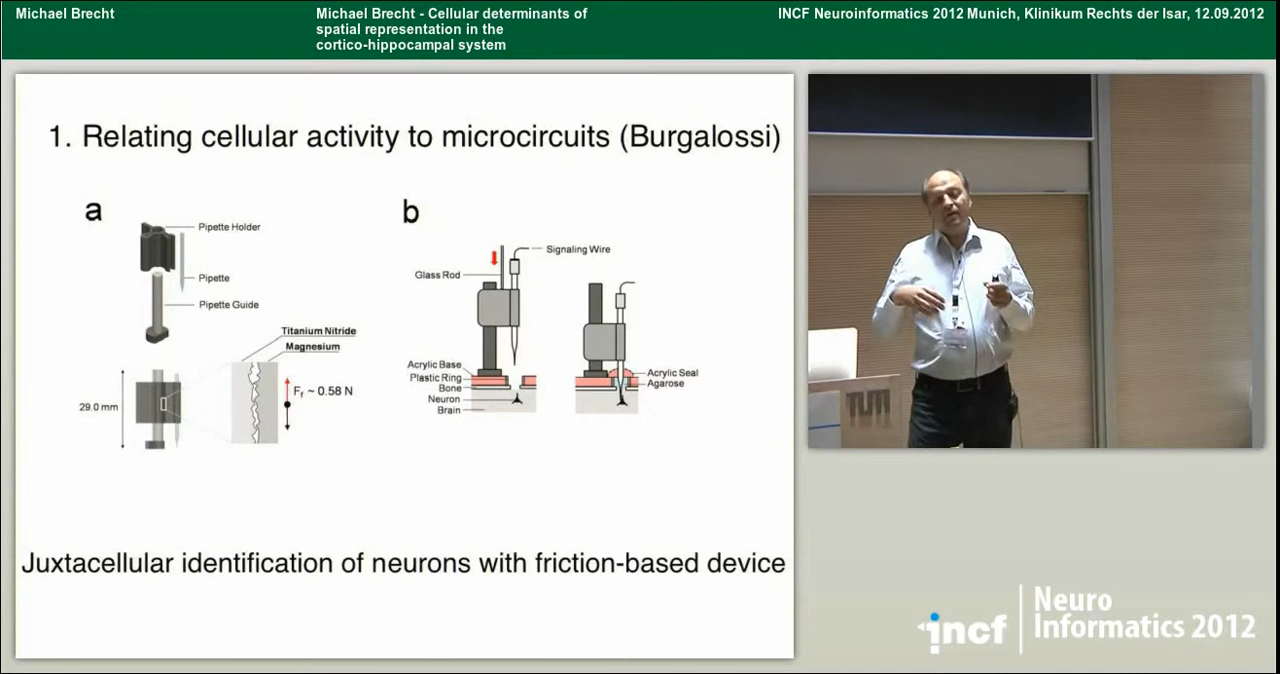 Michael Brecht
Michael Brecht - Cellular determinants of
spatial representation in the
cortico-hippocampal system
INCF Neuroinformatics 2012 Munich, Klinikum Rechts der Isar, 12.09.2012
1. Relating cellular activity to microcircuits (Burgalossi)
a
Pipette Holder
Pipette
Pipette Guide
Titanium Nitride
Magnesium
29.0 mm
Ff ~ 0.58 N
b
Signaling Wire
Glass Rod
Acrylic Base
Plastic Ring
Bone
Neuron
Brain
Acrylic Seal
Agarose
Juxtacellular identification of neurons with friction-based device
TUM
incf
Neuro
Informatics 2012